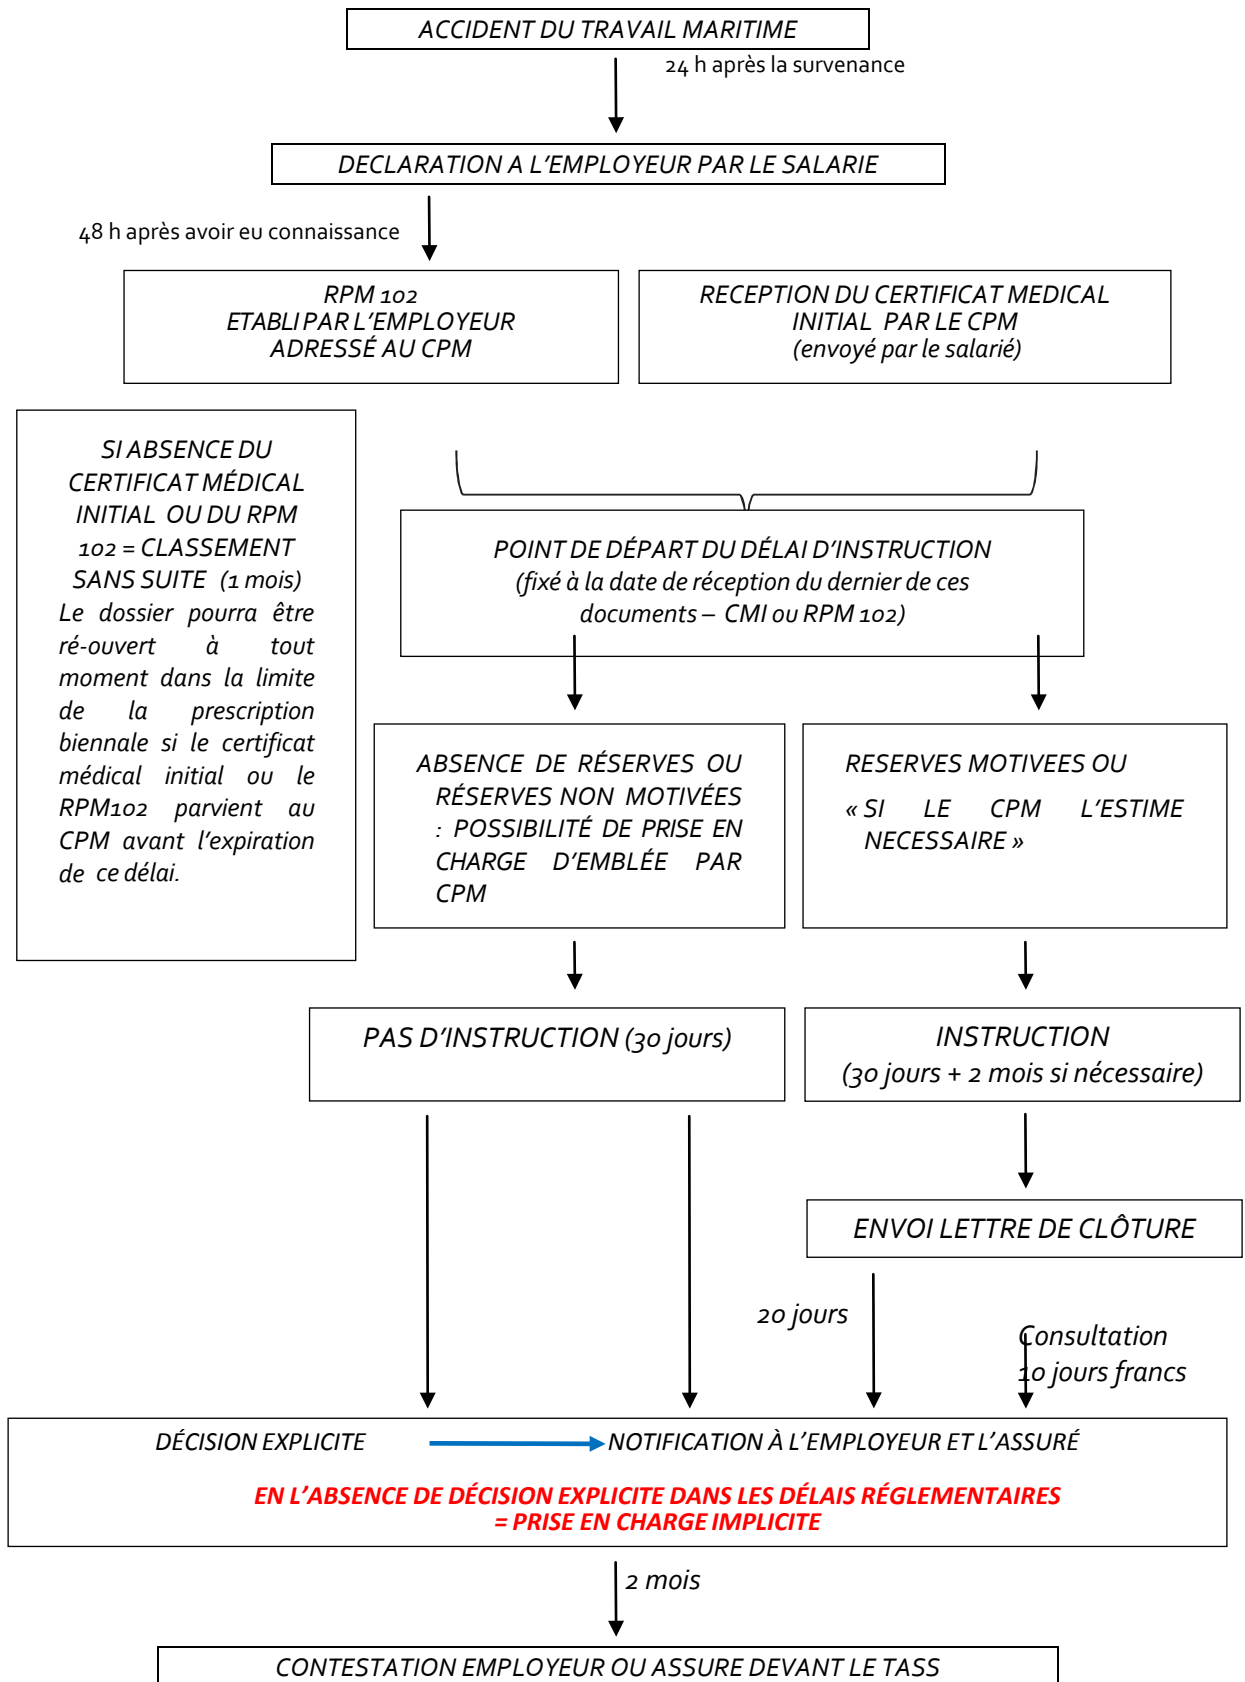 ACCIDENT DU TRAVAIL MARITIME
24 h après la survenance
DECLARATION A L’EMPLOYEUR PAR LE SALARIE
48 h après avoir eu connaissance
RPM 102
ETABLI PAR L’EMPLOYEUR
ADRESSÉ AU CPM
RECEPTION DU CERTIFICAT MEDICAL
INITIAL PAR LE CPM
(envoyé par le salarié)
SI ABSENCE DU
CERTIFICAT MÉDICAL
INITIAL OU DU RPM
102 = CLASSEMENT
SANS SUITE (1 mois)
Le dossier pourra être
ré-ouvert à tout
moment dans la limite
de la prescription
biennale si le certificat
médical initial ou le
RPM102 parvient au
CPM avant l’expiration
de ce délai.
POINT DE DÉPART DU DÉLAI D’INSTRUCTION
(fixé à la date de réception du dernier de ces
documents – CMI ou RPM 102)
ABSENCE DE RÉSERVES OU
RÉSERVES NON MOTIVÉES
: POSSIBILITÉ DE PRISE EN
CHARGE D’EMBLÉE PAR
CPM
RESERVES MOTIVEES OU
« SI LE CPM L’ESTIME
NECESSAIRE »
PAS D’INSTRUCTION (30 jours)
INSTRUCTION
(30 jours + 2 mois si nécessaire)
ENVOI LETTRE DE CLÔTURE
20 jours
Consultation
10 jours francs
DÉCISION EXPLICITE
NOTIFICATION À L’EMPLOYEUR ET L’ASSURÉ
EN L’ABSENCE DE DÉCISION EXPLICITE DANS LES DÉLAIS RÉGLEMENTAIRES
= PRISE EN CHARGE IMPLICITE
2 mois
CONTESTATION EMPLOYEUR OU ASSURE DEVANT LE TASS